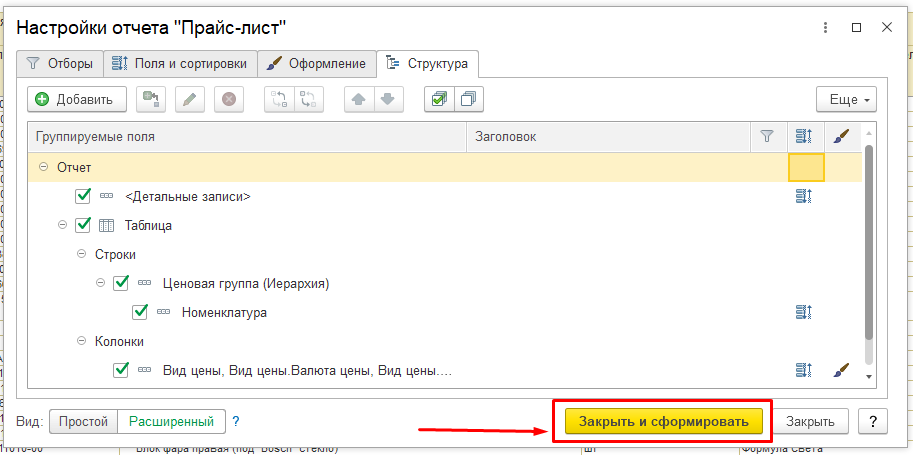 Настройки отчета "Прайс-лист"
Отборы Поля и сортировки Оформление Структура
Добавить Еще
Группируемые поля Заголовок
Отчет
<Детальные записи>
Таблица
Строки
Ценовая группа (Иерархия)
Номенклатура
Колонки
Вид цены, Вид цены.Валюта цены, Вид цены....
Вид: Простой Расширенный ? Закрыть и сформировать Закрыть ?